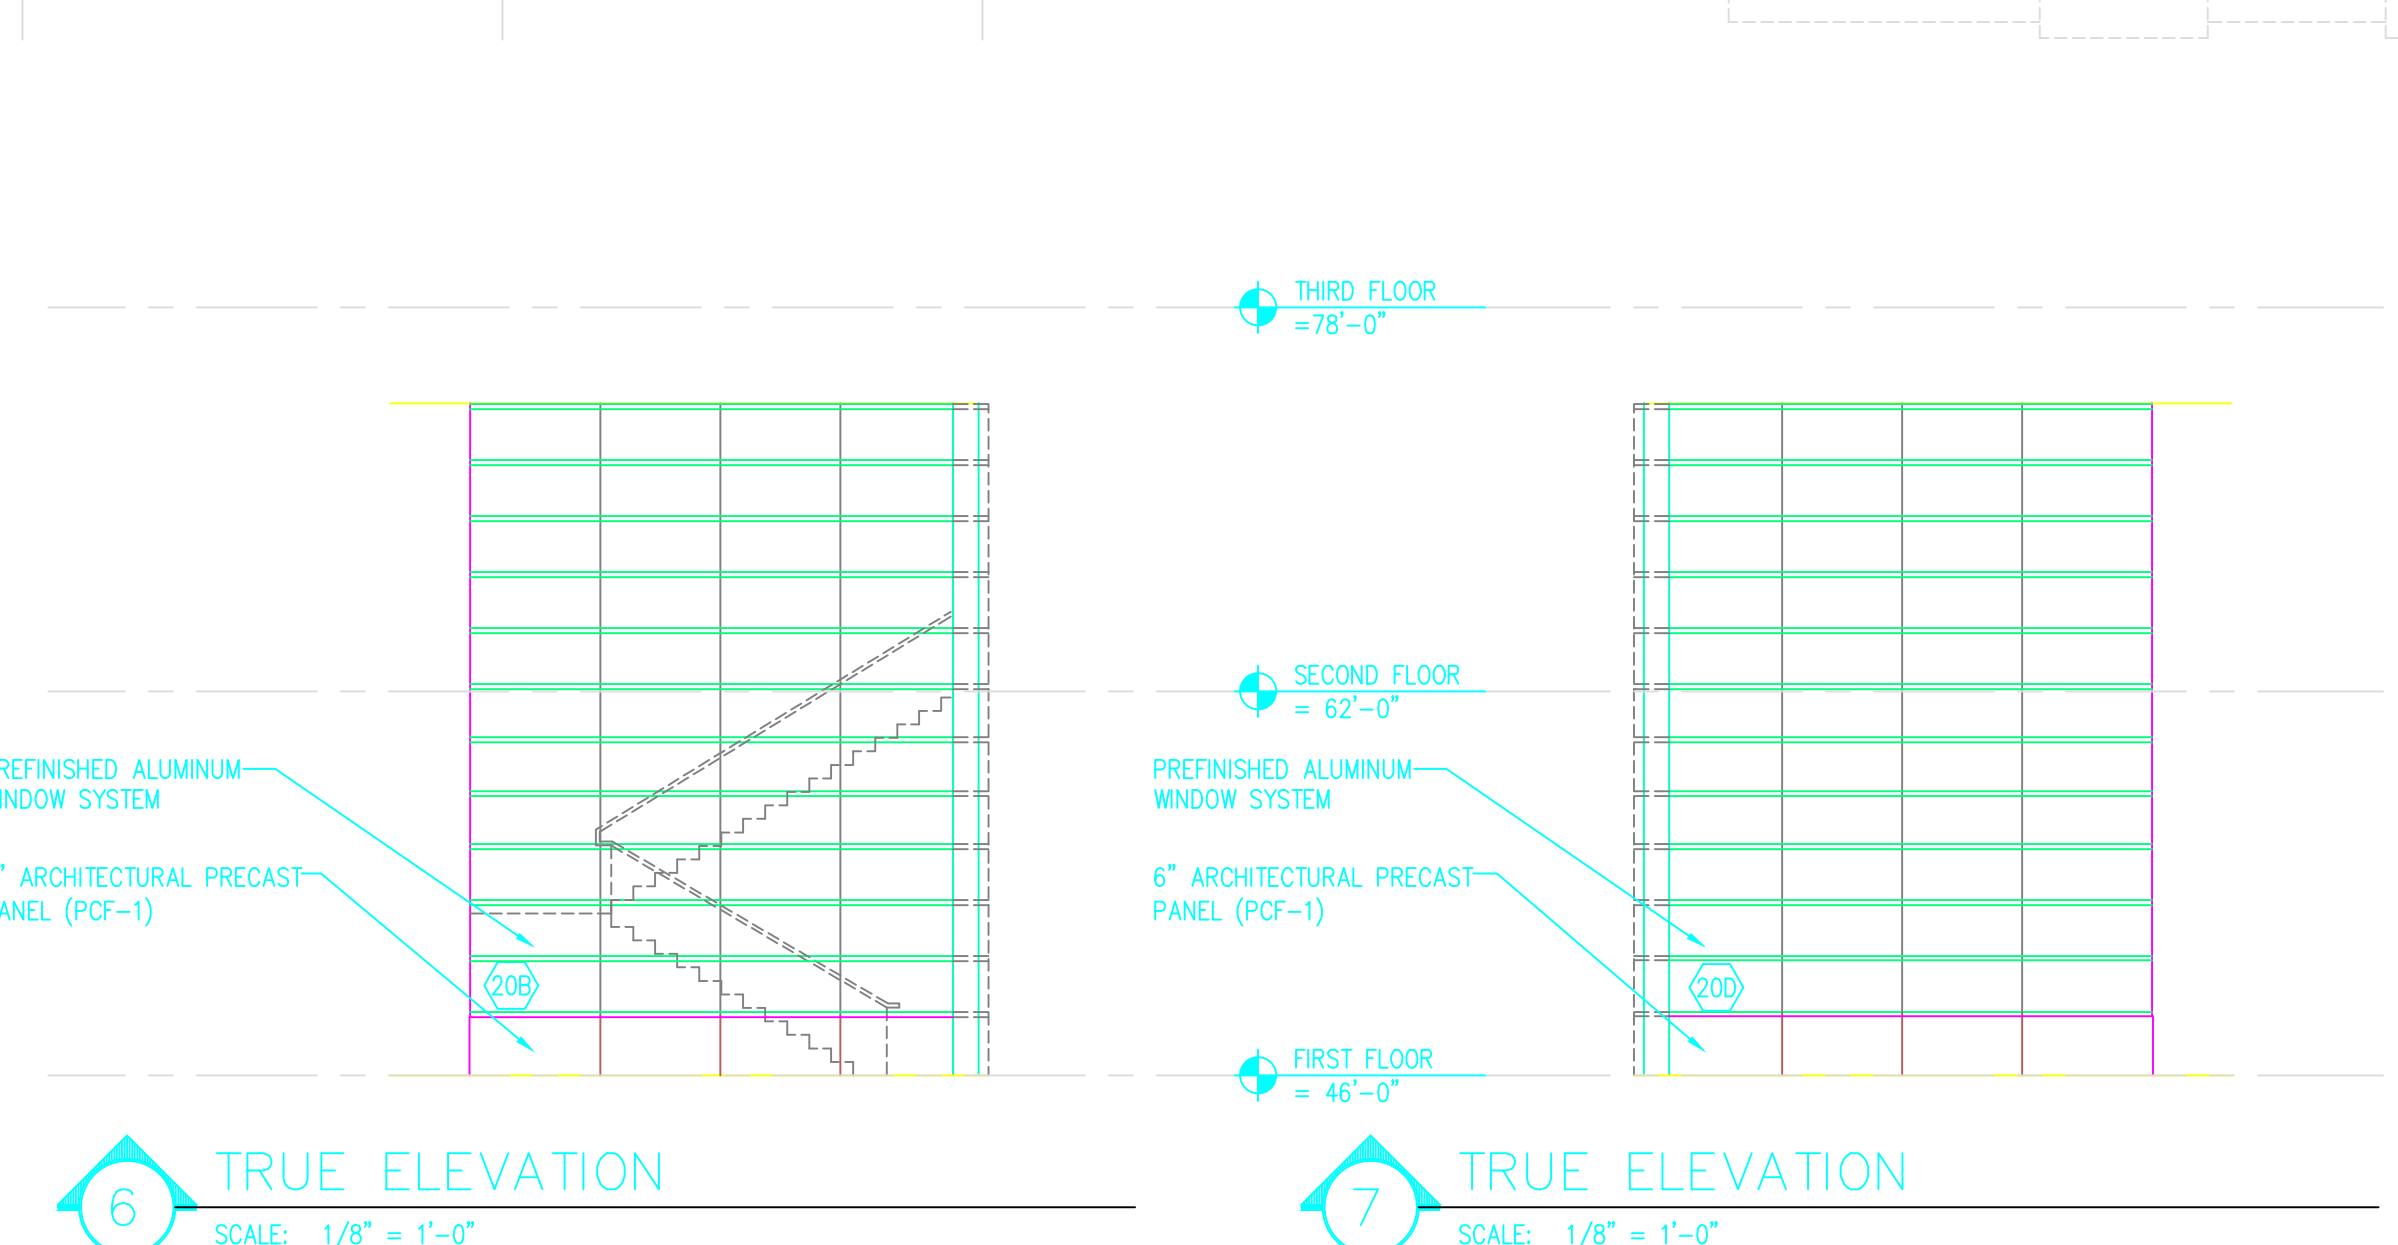 THIRD FLOOR
=78'-0"
SECOND FLOOR
= 62'-0"
REFINISHED ALUMINUM
INDOW SYSTEM
" ARCHITECTURAL PRECAST
ANEL (PCF-1)
20B
PREFINISHED ALUMINUM
WINDOW SYSTEM
6" ARCHITECTURAL PRECAST
PANEL (PCF-1)
20D
FIRST FLOOR
= 46'-0"
6
TRUE ELEVATION
SCALE: 1/8" = 1'-0"
7
TRUE ELEVATION
SCALE: 1/8" = 1'-0"